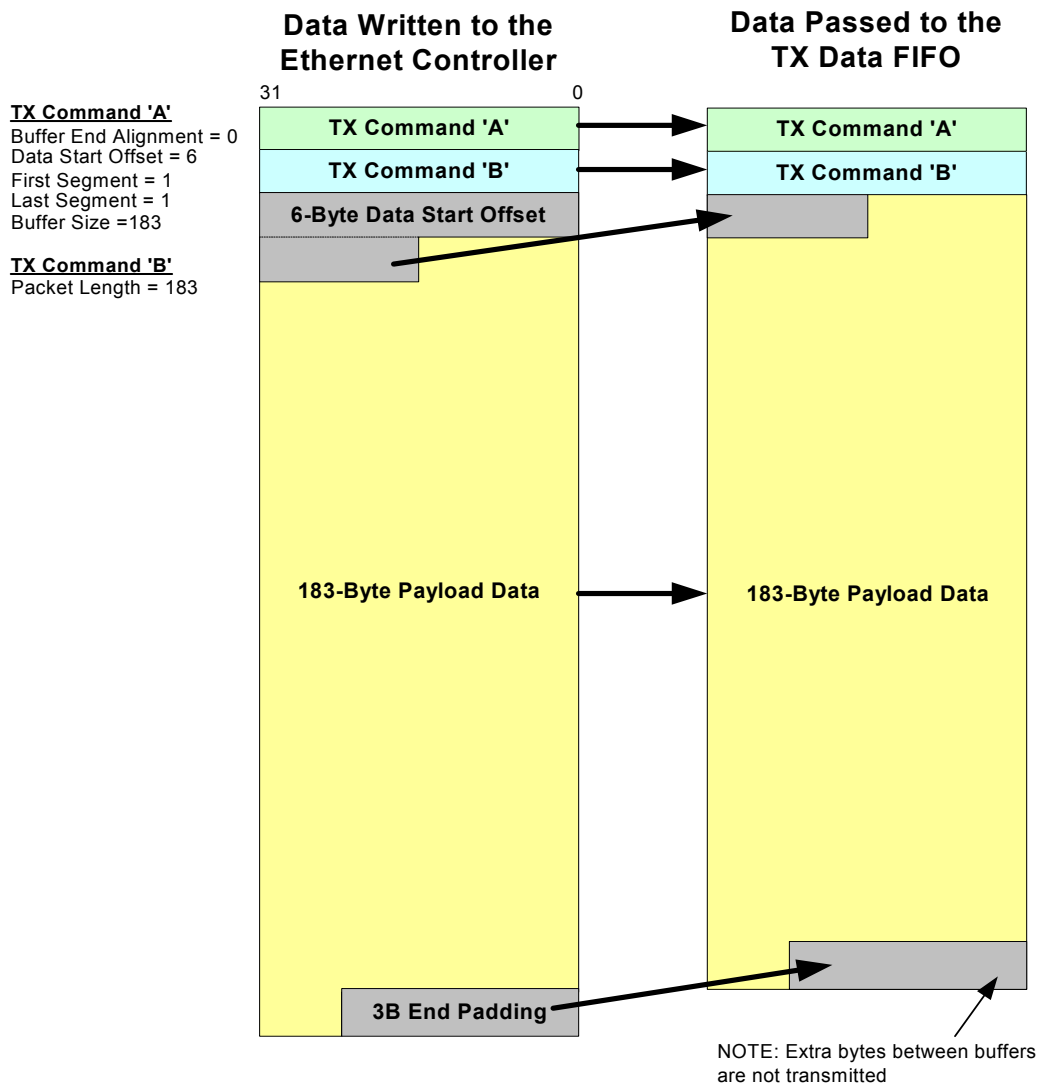 Data Written to the
Ethernet Controller
Data Passed to the
TX Data FIFO
31
0
TX Command 'A'
Buffer End Alignment = 0
Data Start Offset = 6
First Segment = 1
Last Segment = 1
Buffer Size =183
TX Command 'B'
Packet Length = 183
TX Command 'A'
TX Command 'B'
6-Byte Data Start Offset
183-Byte Payload Data
3B End Padding
TX Command 'A'
TX Command 'B'
183-Byte Payload Data
NOTE: Extra bytes between buffers
are not transmitted